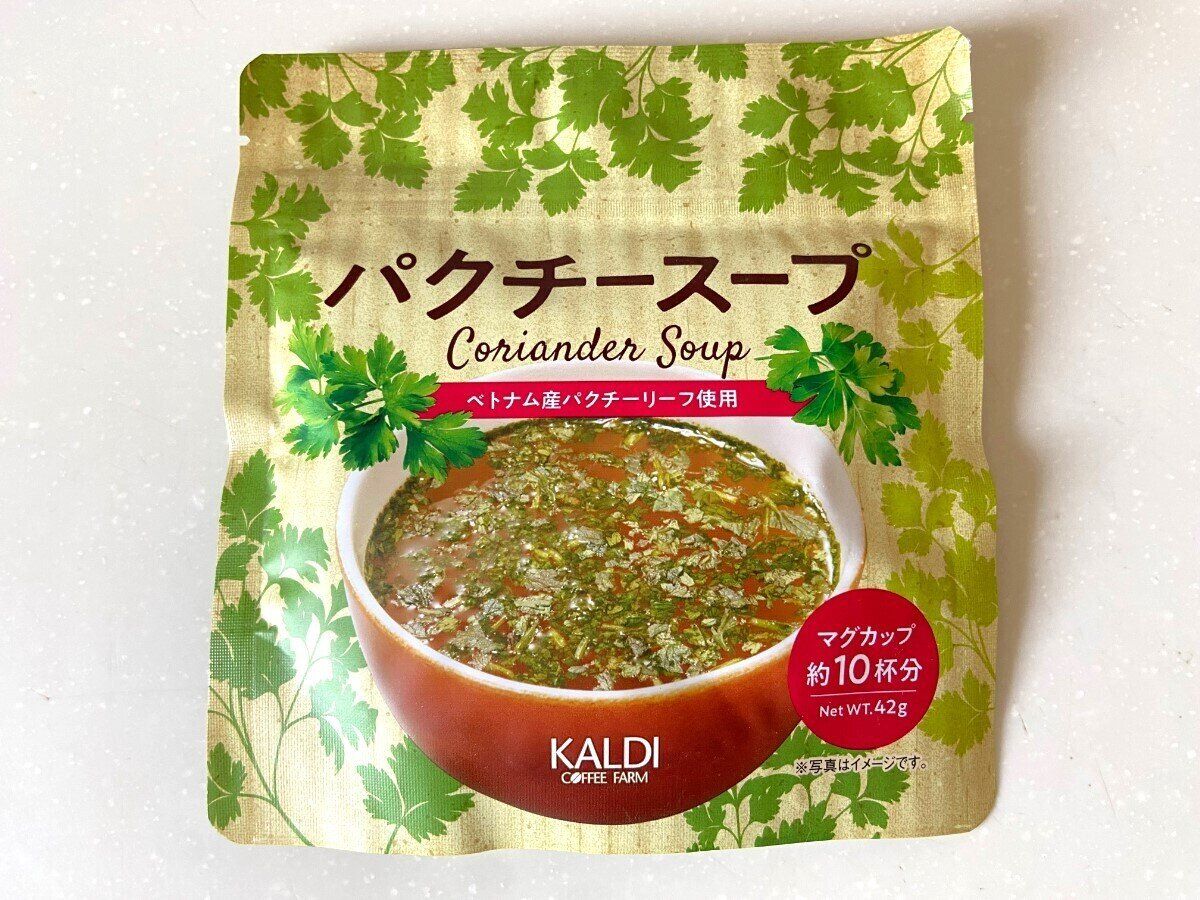 パクチースープ
Coriander Soup
ベトナム産パクチーリーフ使用
マグカップ
約10杯分
Net WT.42g
KALDI
COFFEE FARM
※写真はイメージです。